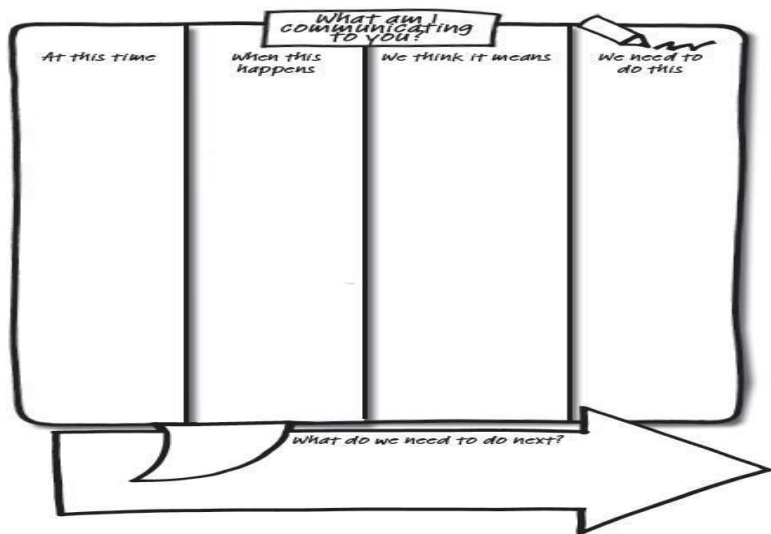 What am I
communicating
to you?
At this time
When this
happens
We think it means
We need to
do this
What do we need to do next?